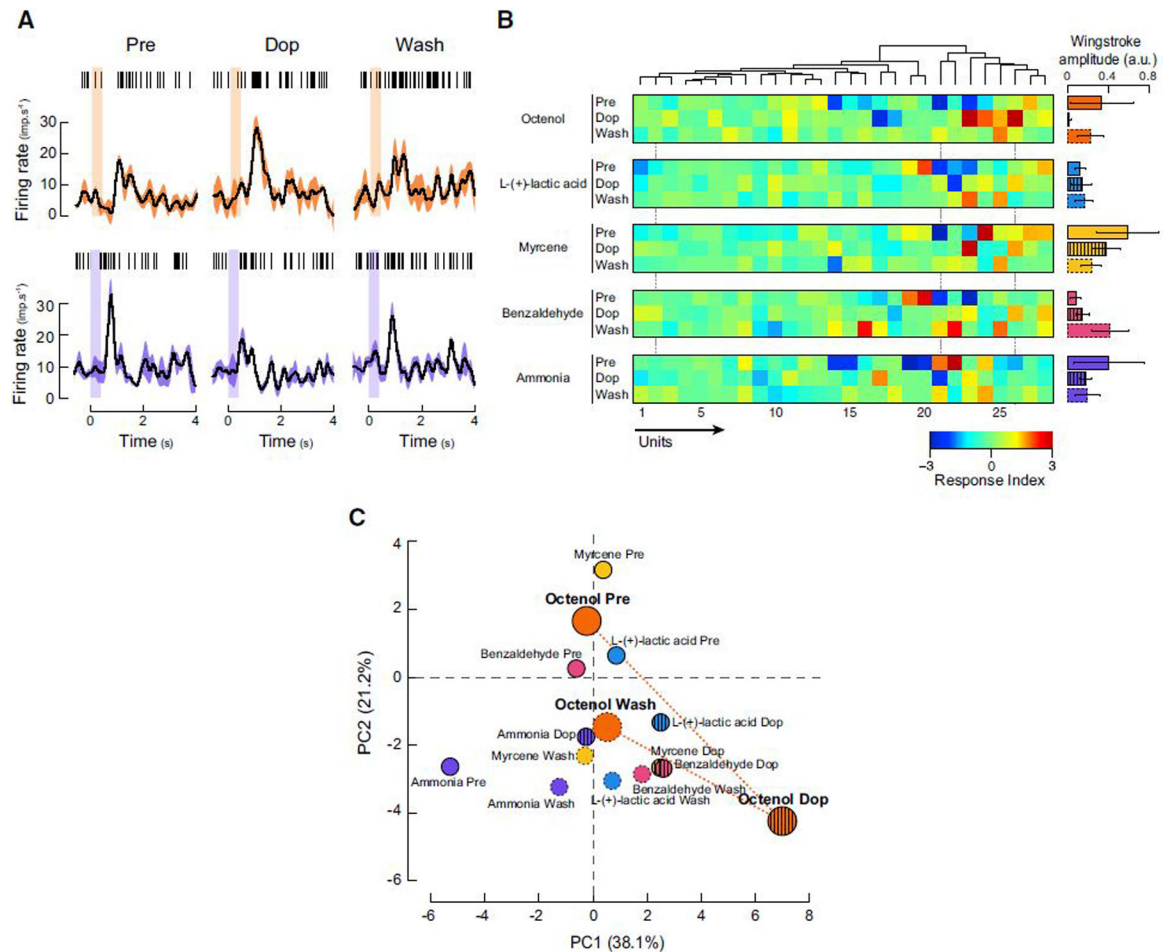 A
Pre Dop Wash
Firing rate (imp.s-1)
30
20
10
0
Firing rate (imp.s-1)
30
20
10
0
0 2 4 0 2 4 0 2 4
Time (s) Time (s) Time (s)
B
Wingstroke
amplitude (a.u.)
0 0.4 0.8
Octenol
Pre
Dop
Wash
L-(+)-lactic acid
Pre
Dop
Wash
Myrcene
Pre
Dop
Wash
Benzaldehyde
Pre
Dop
Wash
Ammonia
Pre
Dop
Wash
1 5 10 15 20 25
Units
−3 0 3
Response Index
C
PC2 (21.2%)
4
2
0
-2
-4
-6
Myrcene Pre
Octenol Pre
L-(+)-lactic acid Pre
Benzaldehyde Pre
Octenol Wash
L-(+)-lactic acid Dop
Ammonia Dop
Myrcene Dop
Myrcene Wash
Benzaldehyde Dop
Ammonia Pre
Benzaldehyde Wash
Ammonia Wash
L-(+)-lactic acid Wash
Octenol Dop
-6 -4 -2 0 2 4 6 8
PC1 (38.1%)